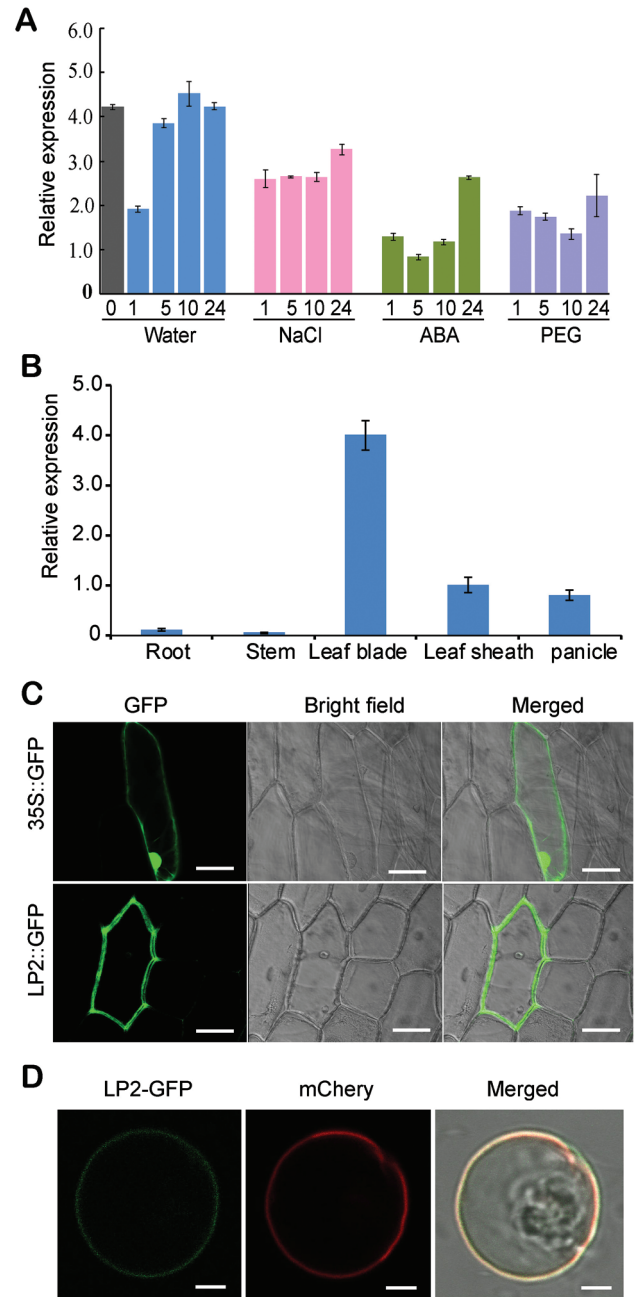 A
Relative expression
6.0
5.0
4.0
3.0
2.0
1.0
0
0 1 5 10 24 1 5 10 24 1 5 10 24 1 5 10 24
Water NaCl ABA PEG
B
Relative expression
5.0
4.0
3.0
2.0
1.0
0
Root Stem Leaf blade Leaf sheath panicle
C
GFP Bright field Merged
35S::GFP
LP2::GFP
D
LP2-GFP mChery Merged